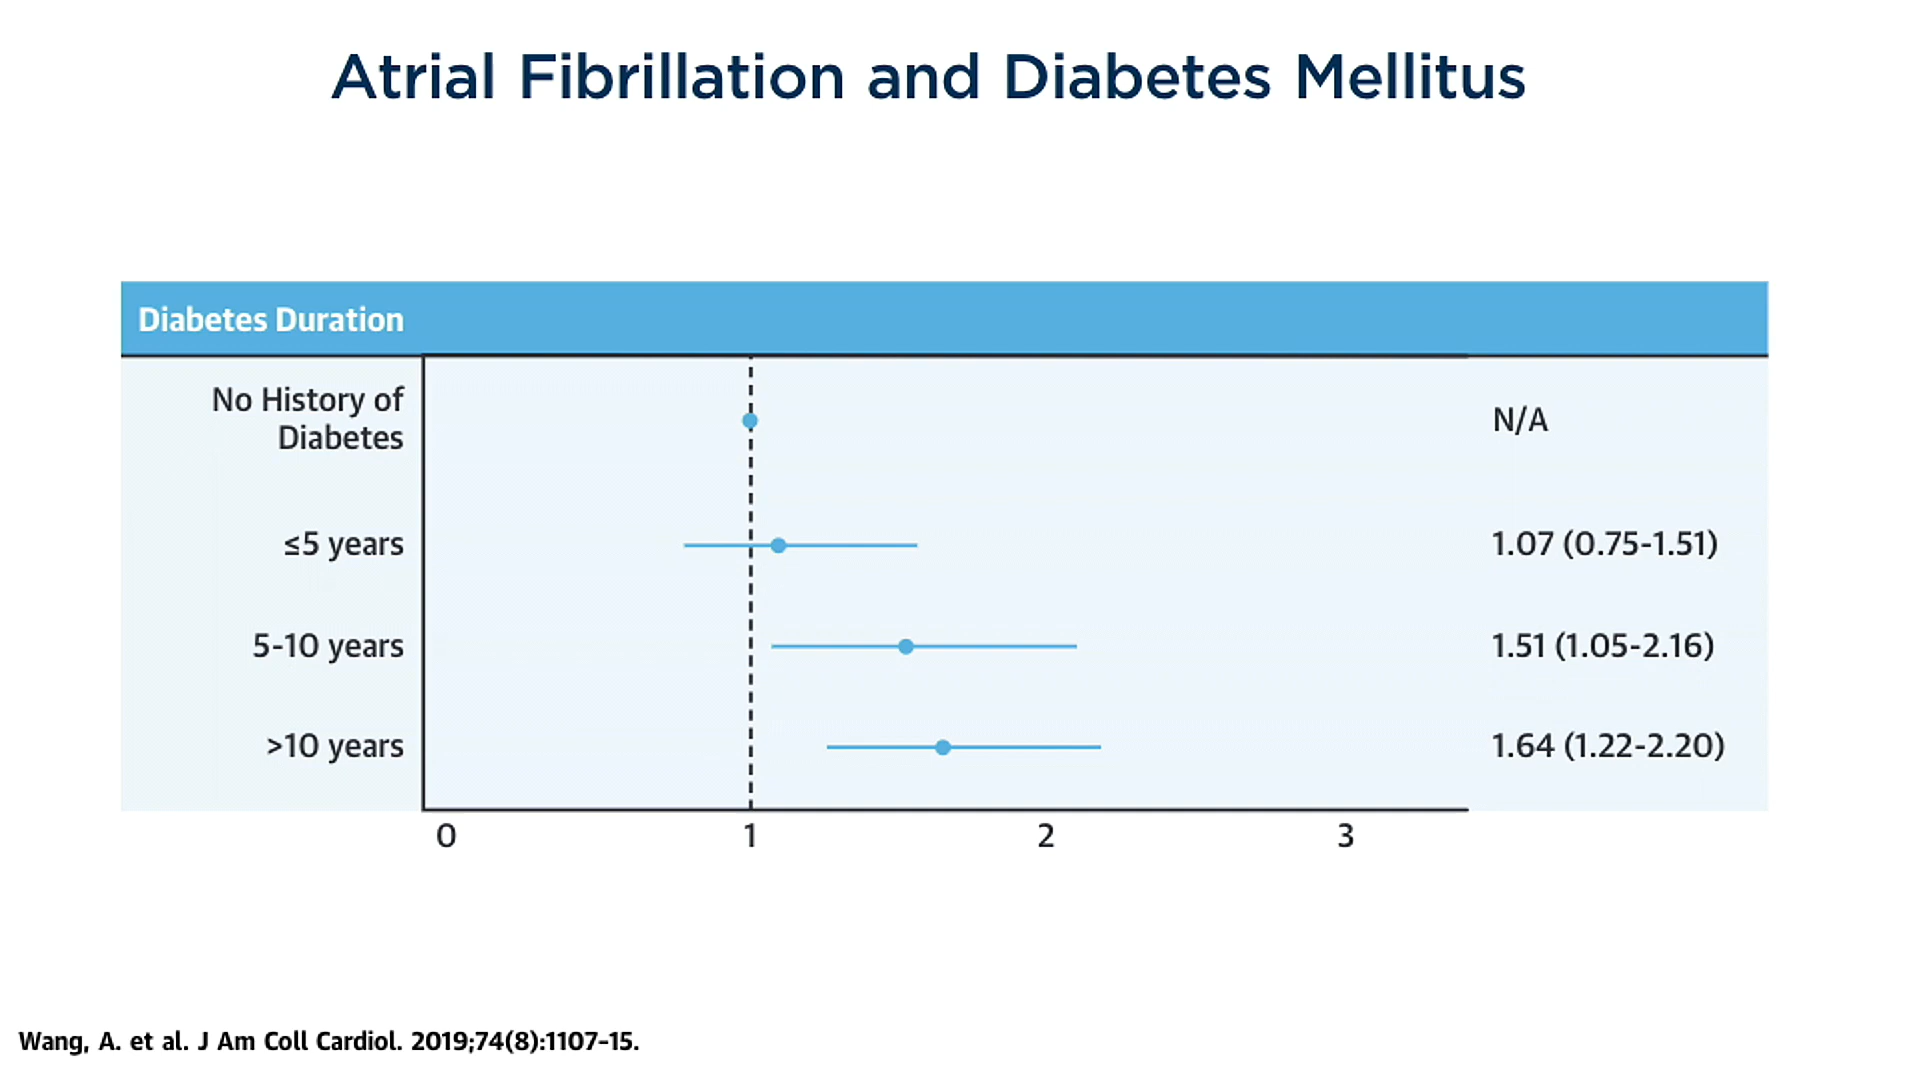 Atrial Fibrillation and Diabetes Mellitus
Diabetes Duration
No History of
Diabetes
N/A
≤5 years
1.07 (0.75-1.51)
5-10 years
1.51 (1.05-2.16)
>10 years
1.64 (1.22-2.20)
0 1 2 3
Wang, A. et al. J Am Coll Cardiol. 2019;74(8):1107-15.